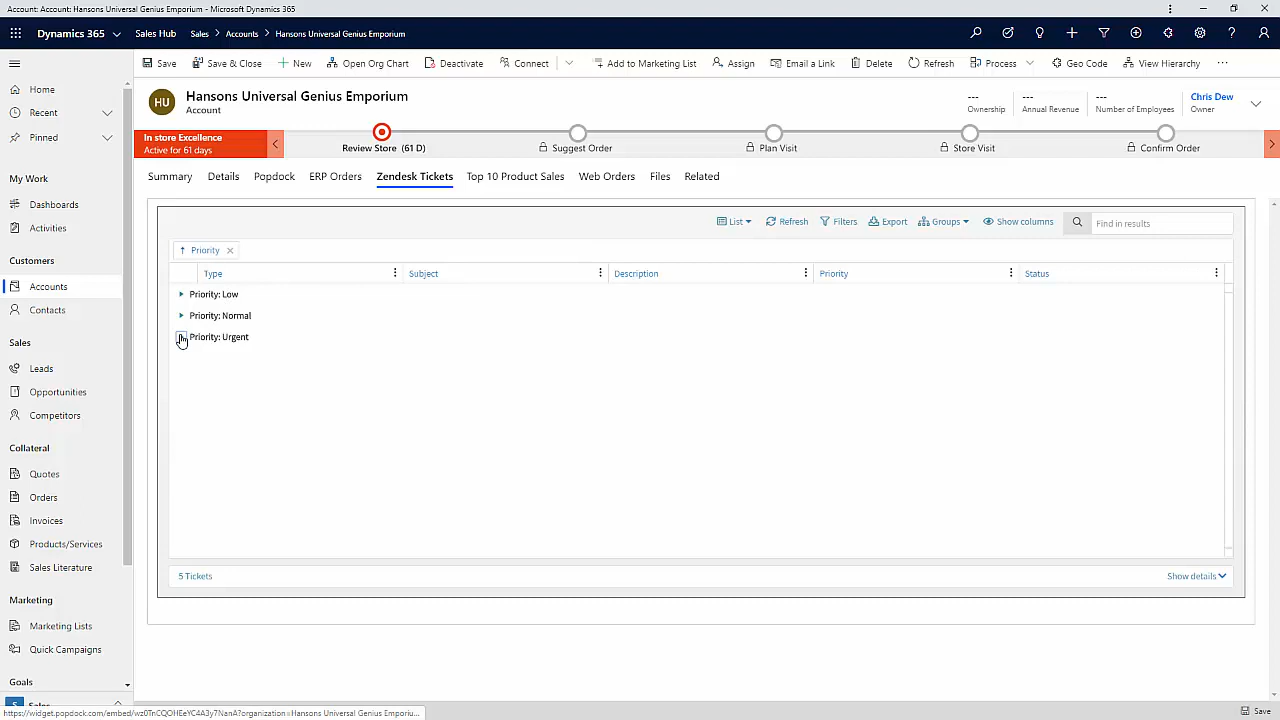 Account: Account: Hansons Universal Genius Emporium - Microsoft Dynamics 365
Dynamics 365
Sales Hub
Sales > Accounts > Hansons Universal Genius Emporium
Save
Save & Close
New
Open Org Chart
Deactivate
Connect
Add to Marketing List
Assign
Email a Link
Delete
Refresh
Process
Geo Code
View Hierarchy
Home
Recent
Pinned
My Work
Dashboards
Activities
Customers
Accounts
Contacts
Sales
Leads
Opportunities
Competitors
Collateral
Quotes
Orders
Invoices
Products/Services
Sales Literature
Marketing
Marketing Lists
Quick Campaigns
Goals
HU
Hansons Universal Genius Emporium
Account
---
Ownership
---
Annual Revenue
---
Number of Employees
Chris Dew
Owner
In store Excellence
Active for 61 days
Review Store (61 D)
Suggest Order
Plan Visit
Store Visit
Confirm Order
Summary
Details
Popdock
ERP Orders
Zendesk Tickets
Top 10 Product Sales
Web Orders
Files
Related
List
Refresh
Filters
Export
Groups
Show columns
Find in results
Priority
Type
Subject
Description
Priority
Status
Priority: Low
Priority: Normal
Priority: Urgent
5 Tickets
Show details
Save